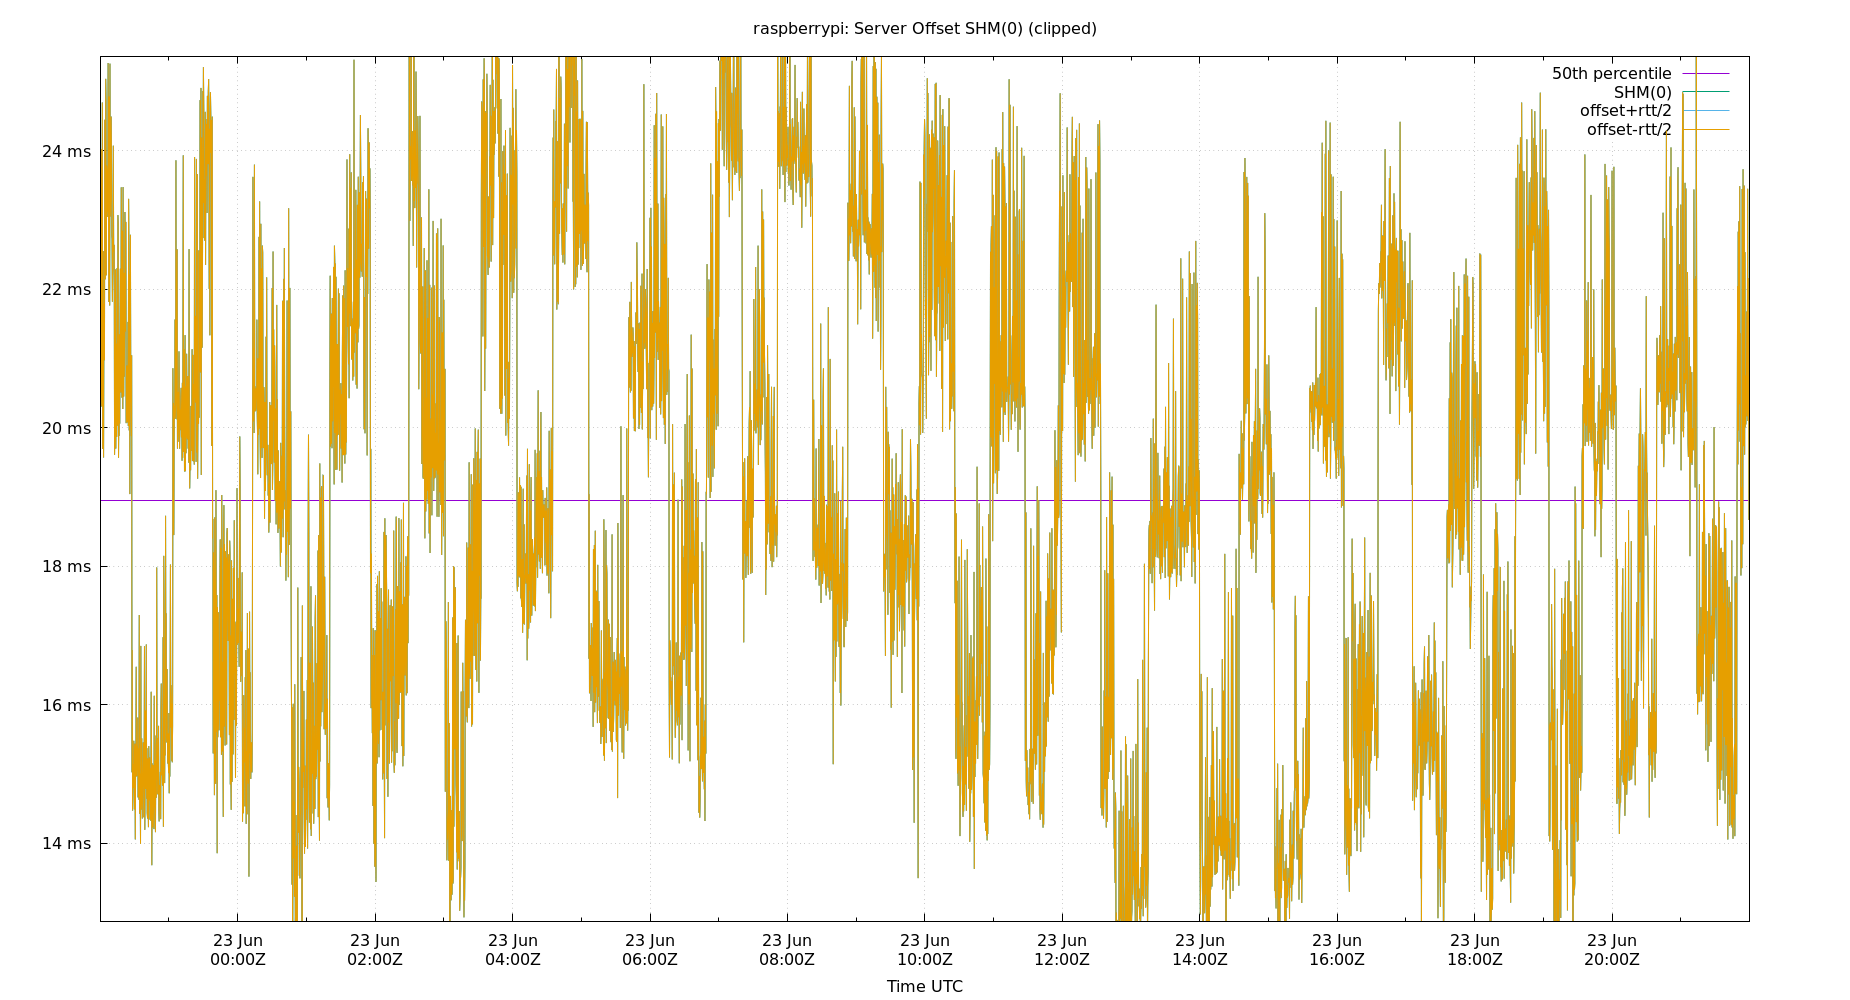 raspberrypi: Server Offset SHM(0) (clipped)
50th percentile
SHM(0)
offset+rtt/2
offset-rtt/2
24 ms
22 ms
20 ms
18 ms
16 ms
14 ms
23 Jun 23 Jun 23 Jun 23 Jun 23 Jun 23 Jun 23 Jun 23 Jun 23 Jun 23 Jun 23 Jun
00:00Z 02:00Z 04:00Z 06:00Z 08:00Z 10:00Z 12:00Z 14:00Z 16:00Z 18:00Z 20:00Z
Time UTC